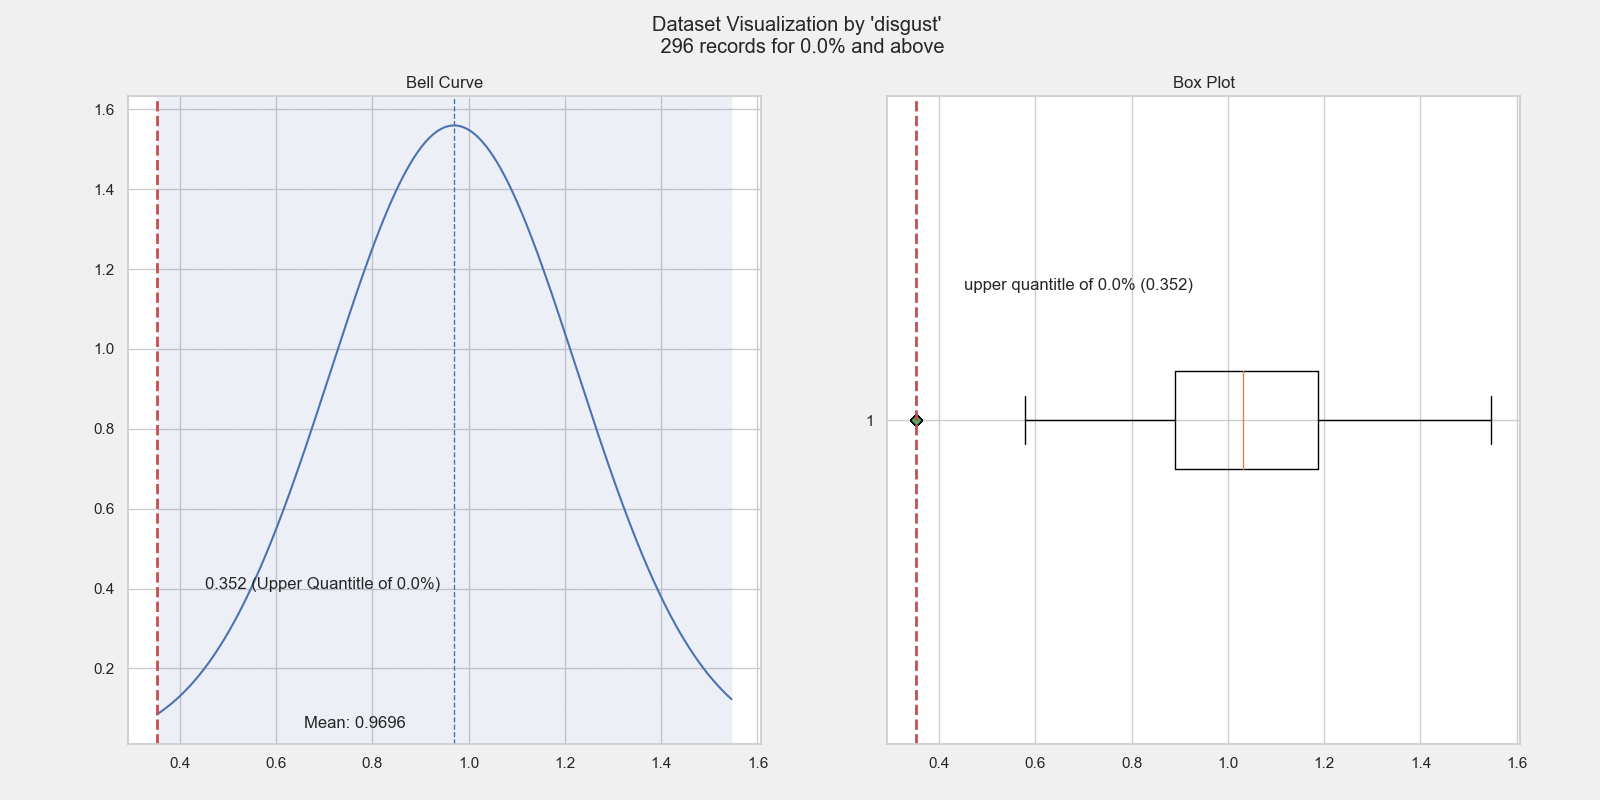 Dataset Visualization by 'disgust'
296 records for 0.0% and above
Bell Curve
1.6
1.4
1.2
1.0
0.8
0.6
0.4
0.2
0.352 (Upper Quantitle of 0.0%)
Mean: 0.9696
0.4 0.6 0.8 1.0 1.2 1.4 1.6
Box Plot
upper quantitle of 0.0% (0.352)
1
0.4 0.6 0.8 1.0 1.2 1.4 1.6